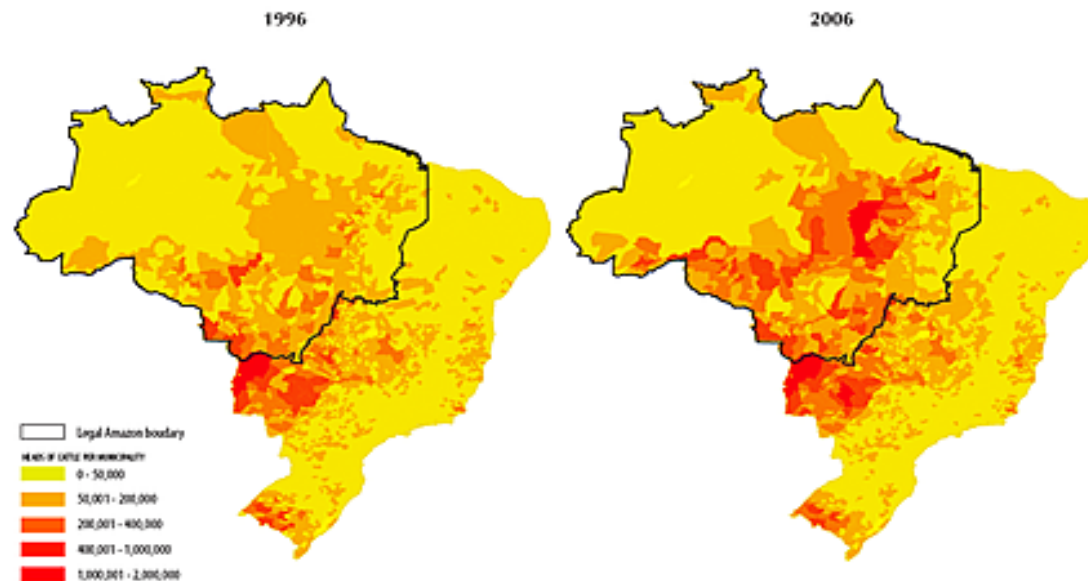 1996
2006
Legal Amazon boudary
HEADS OF CATTLE PER MUNICIPALITY
0 - 50,000
50,001 - 200,000
200,001 - 400,000
400,001 - 1,000,000
1,000,001 - 2,000,000